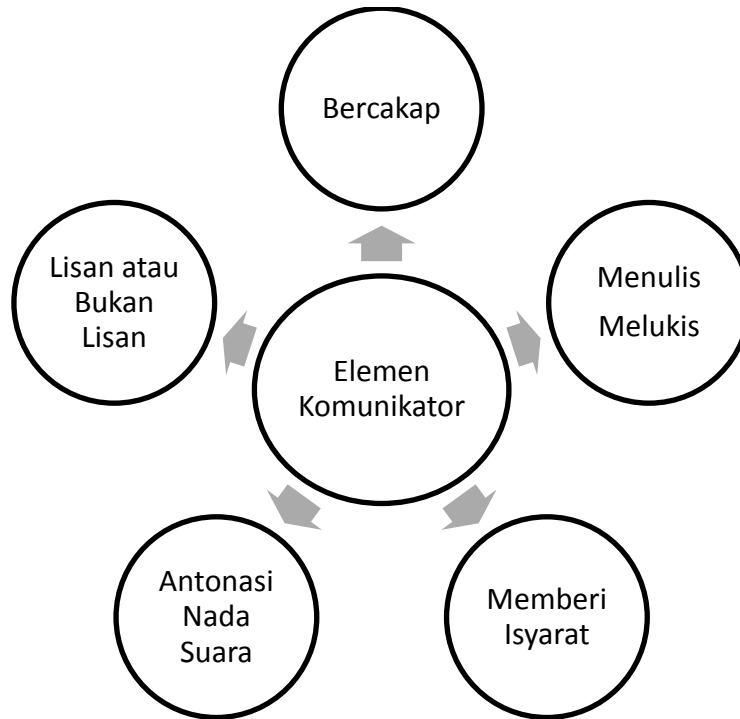 Bercakap
Lisan atau
Bukan
Lisan
Menulis
Melukis
Elemen
Komunikator
Antonasi
Nada
Suara
Memberi
Isyarat